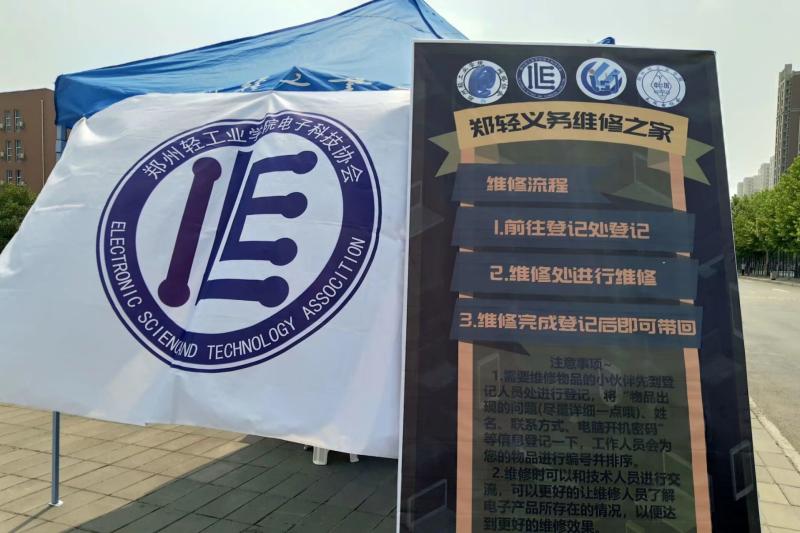 郑州轻工业学院电子科技协会
ELECTRONIC SCIENCAND TECHNOLOGY ASSOCITION
郑轻义务维修之家
维修流程
1.前往登记处登记
2.维修处进行维修
3.维修完成登记后即可带回
注意事项~
1.需要维修物品的小伙伴先到登
记人员处进行登记，将“物品出
现的问题(尽量详细一点哦)、姓
名、联系方式、电脑开机密码”
等信息登记一下，工作人员会为
您的物品进行编号并排序。
2.维修时可以和技术人员进行交
流，可以更好的让维修人员了解
电子产品所存在的情况，以便达
到更好的维修效果。